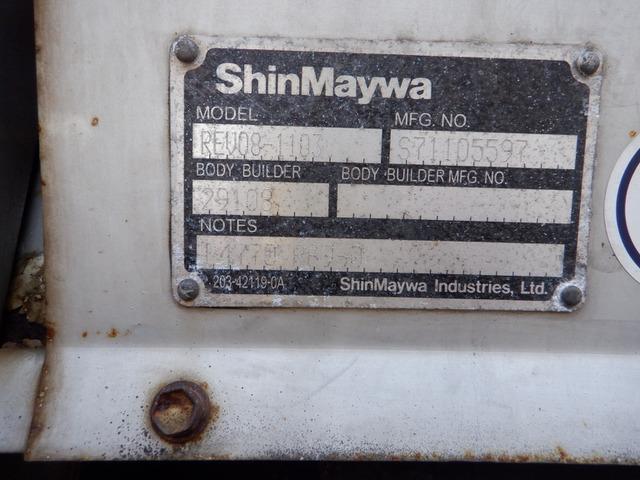 ShinMaywa
MODEL MFG. NO.
REV08-1103 S71105597
BODY BUILDER BODY BUILDER MFG. NO.
29108
NOTES
203-42119-0A ShinMaywa Industries, Ltd.